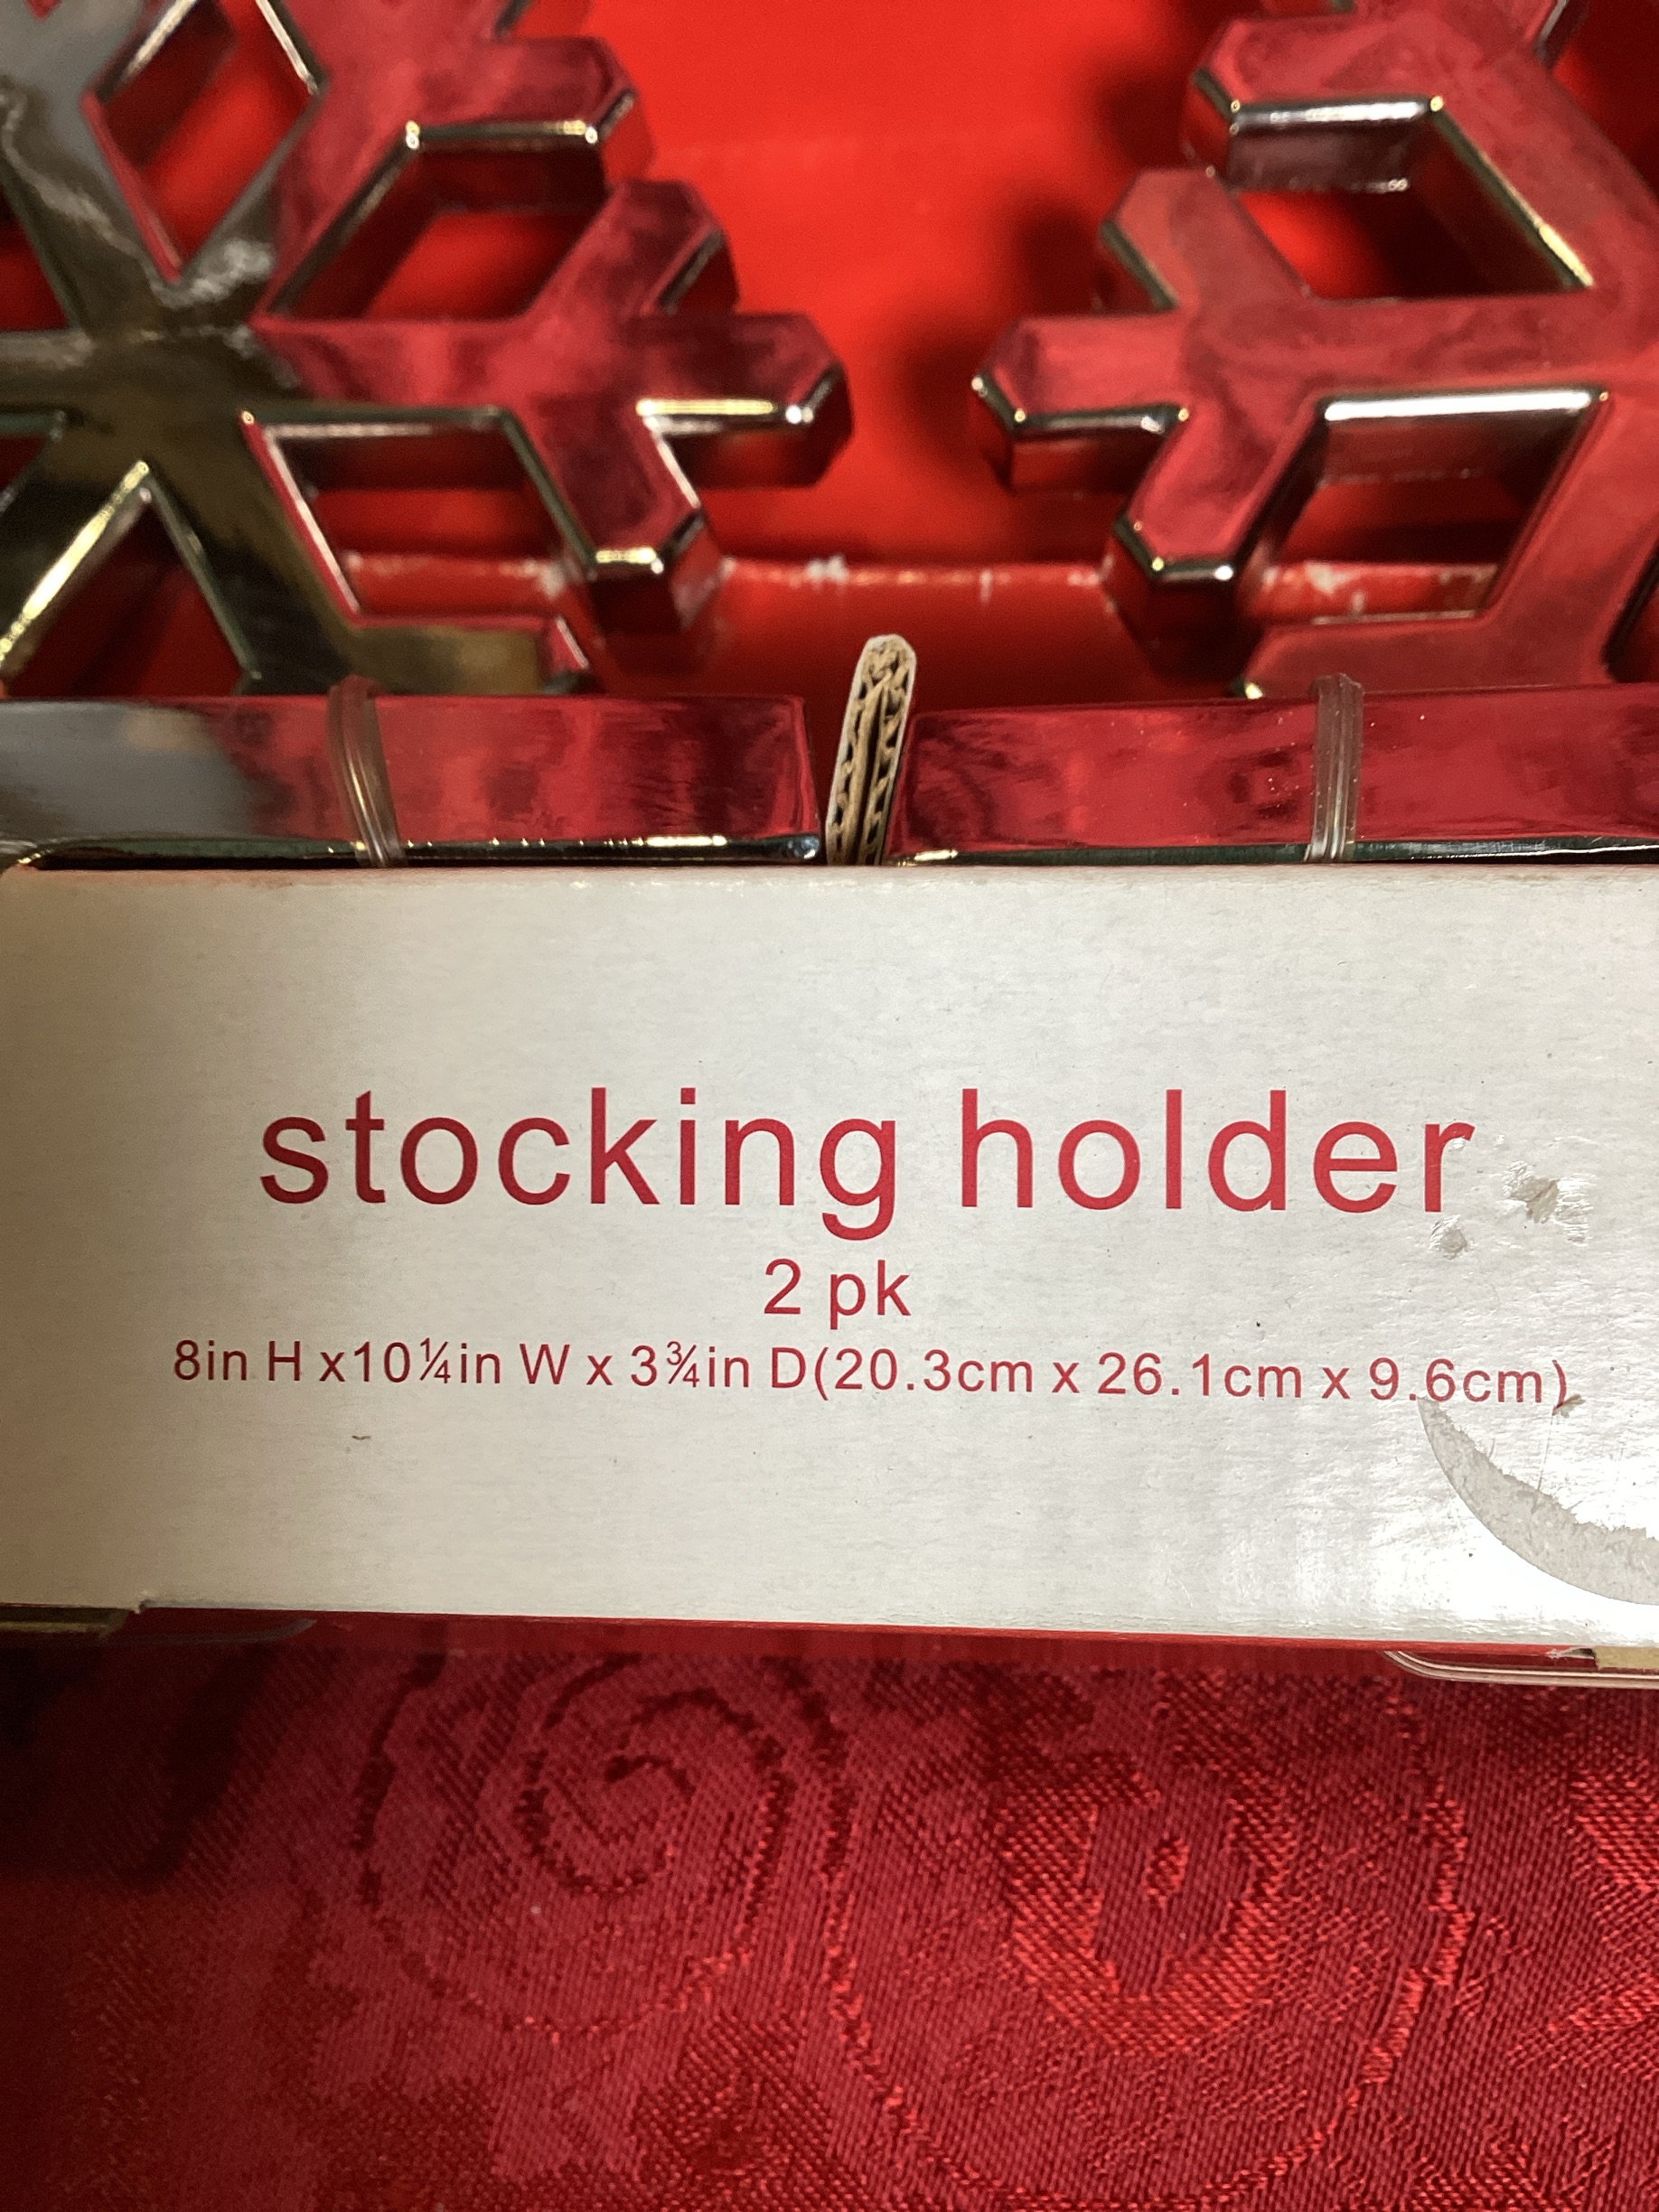 stocking holder
2 pk
8in H x10¼in W x 3¾in D(20.3cm x 26.1cm x 9.6cm)